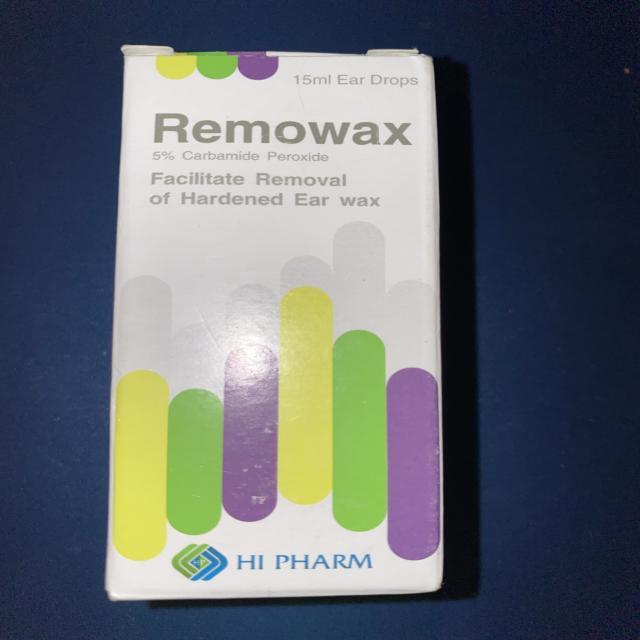 15ml Ear Drops
Remowax
5% Carbamide Peroxide
Facilitate Removal
of Hardened Ear wax
HI PHARM